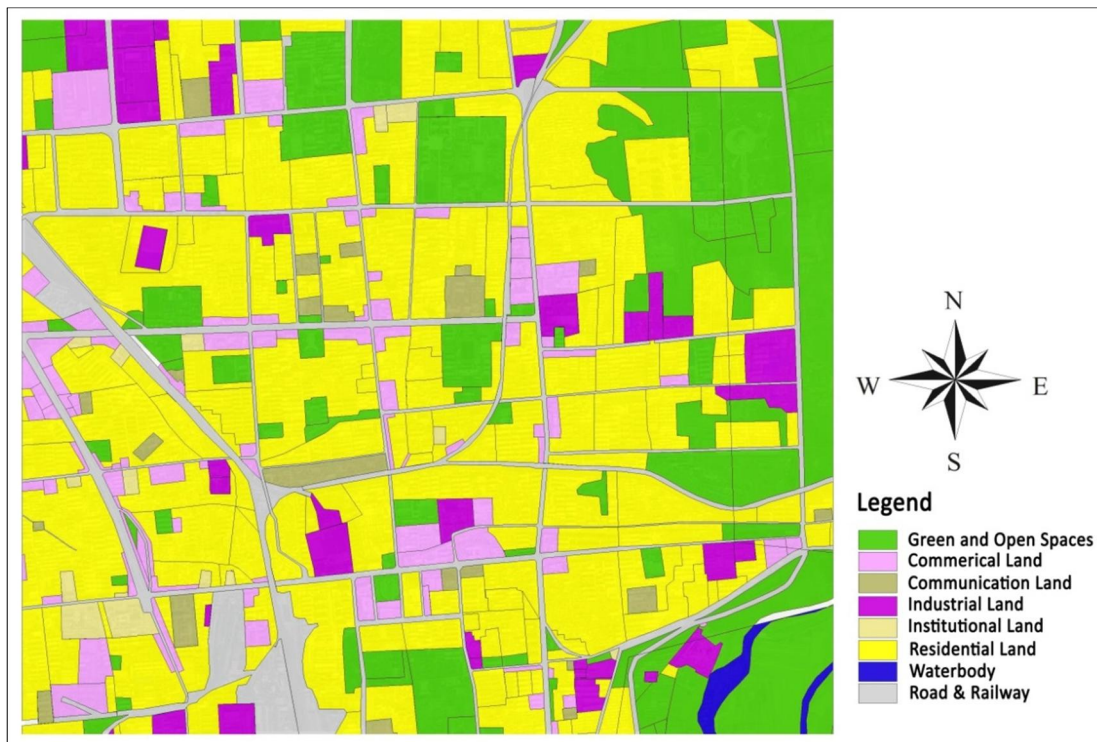 N
W E
S
Legend
Green and Open Spaces
Commerical Land
Communication Land
Industrial Land
Institutional Land
Residential Land
Waterbody
Road & Railway